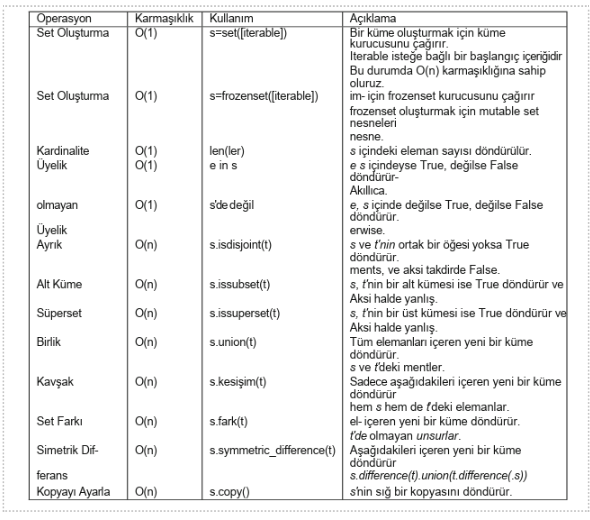 Operasyon Karmaşıklık Kullanım Açıklama
Set Oluşturma O(1) s=set([iterable]) Bir küme oluşturmak için küme
kurucusunu çağırır.
Iterable isteğe bağlı bir başlangıç içeriğidir
Bu durumda O(n) karmaşıklığına sahip
oluruz.
Set Oluşturma O(1) s=frozenset([iterable]) im- için frozenset kurucusunu çağırır
frozenset oluşturmak için mutable set
nesneleri
nesne.
Kardinalite O(1) len(ler) s içindeki eleman sayısı döndürülür.
Üyelik O(1) e in s e s içindeyse True, değilse False
döndürür-
Akıllıca.
olmayan O(1) s'de değil e, s içinde değilse True, değilse False
döndürür.
Üyelik erwise.
Ayrık O(n) s.isdisjoint(t) s ve t'nin ortak bir öğesi yoksa True
döndürür.
ments, ve aksi takdirde False.
Alt Küme O(n) s.issubset(t) s, t'nin bir alt kümesi ise True döndürür ve
Aksi halde yanlış.
Süperset O(n) s.issuperset(t) s, t'nin bir üst kümesi ise True döndürür ve
Aksi halde yanlış.
Birlik O(n) s.union(t) Tüm elemanları içeren yeni bir küme
döndürür.
s ve t'deki mentler.
Kavşak O(n) s.kesişim(t) Sadece aşağıdakileri içeren yeni bir küme
döndürür
hem s hem de t'deki elemanlar.
Set Farkı O(n) s.fark(t) el- içeren yeni bir küme döndürür.
t'de olmayan unsurlar.
Simetrik Dif- O(n) s.symmetric_difference(t) Aşağıdakileri içeren yeni bir küme
döndürür
ferans s.difference(t).union(t.difference(.s))
Kopyayı Ayarla O(n) s.copy() s'nin sığ bir kopyasını döndürür.